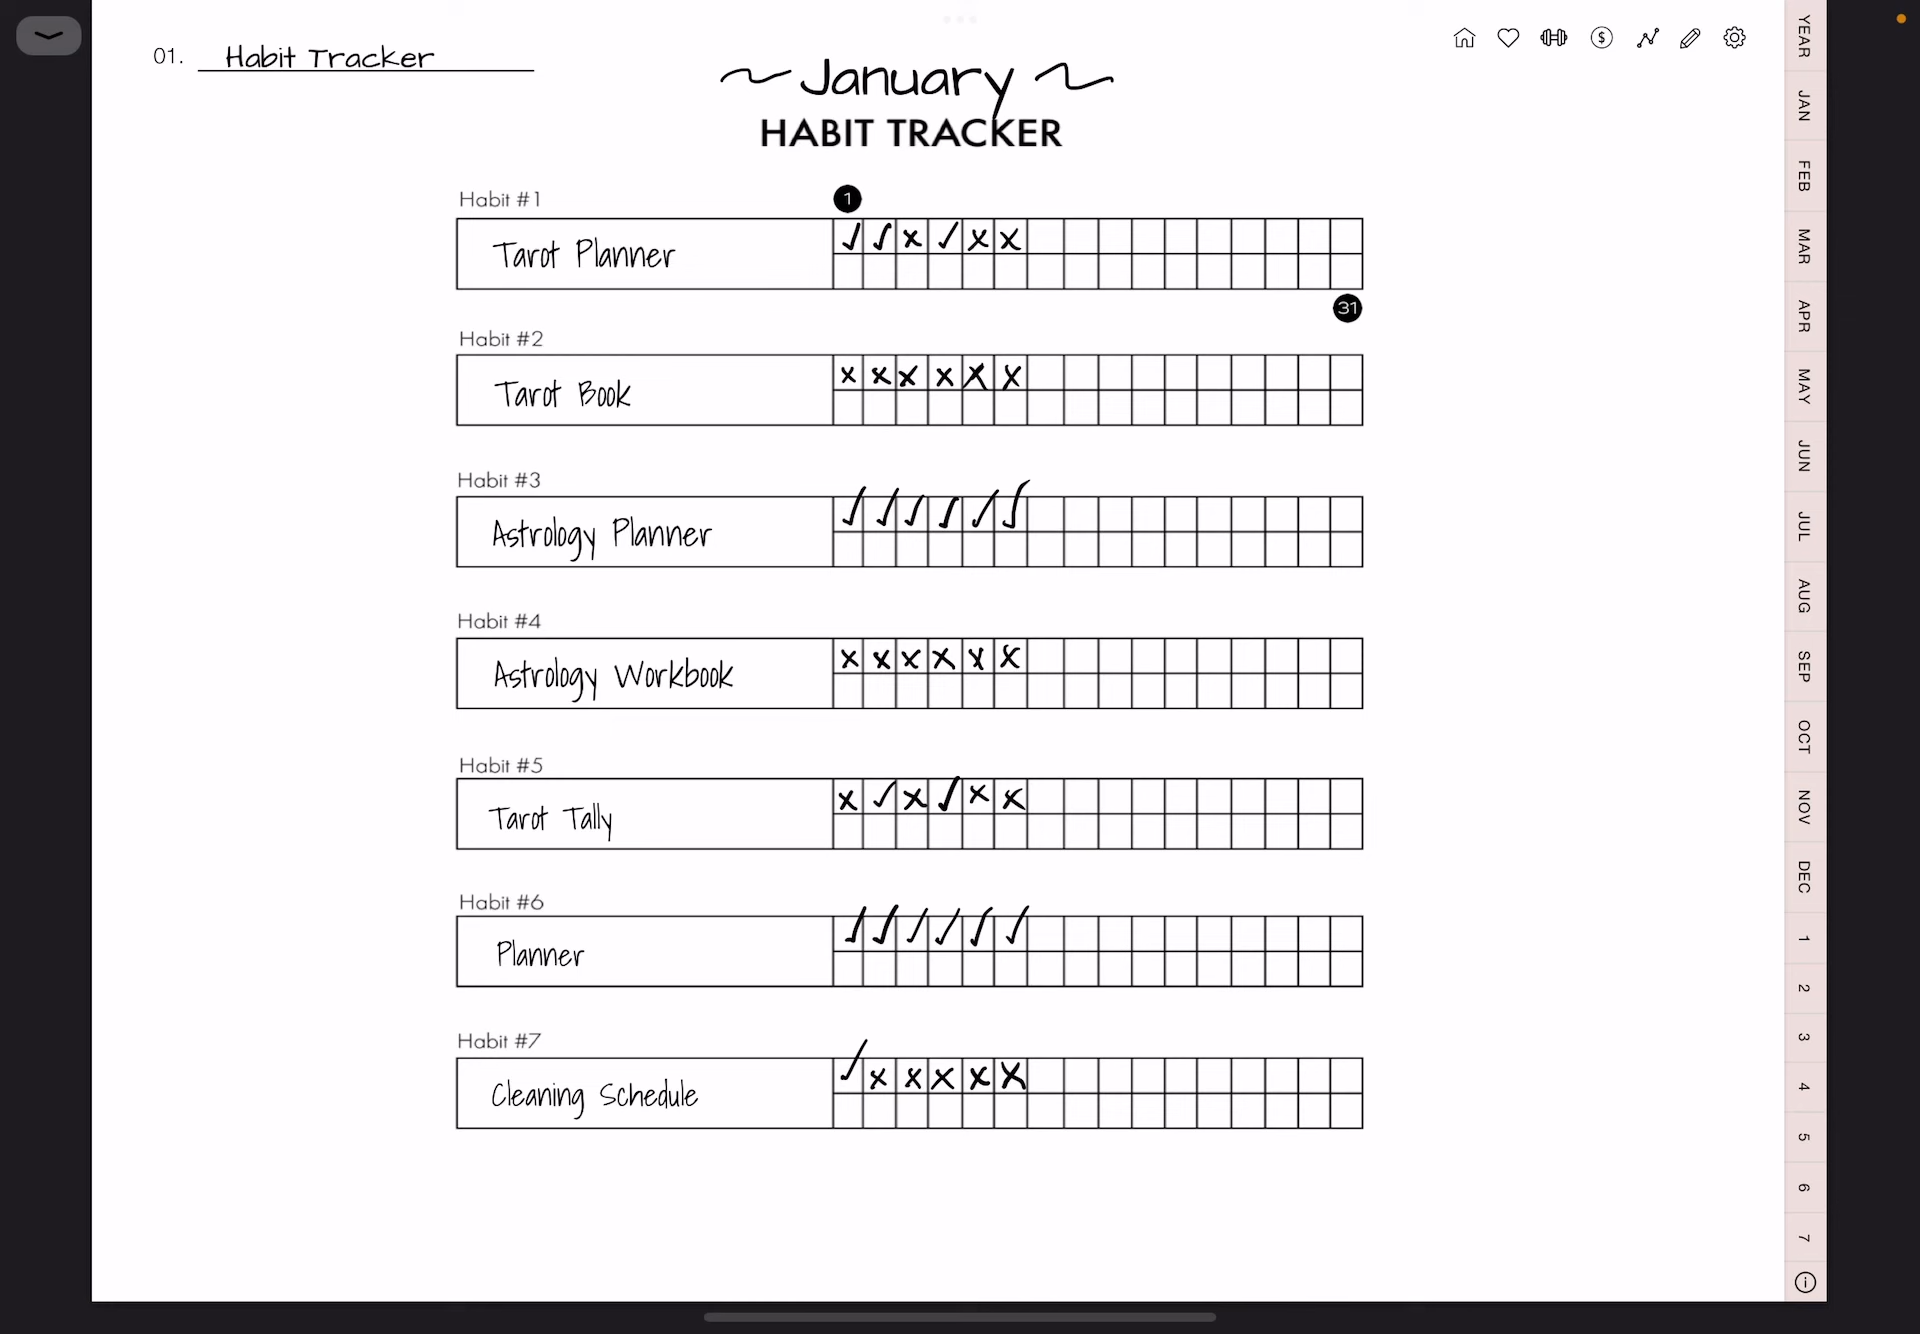 01. Habit Tracker
~ January ~
HABIT TRACKER
Habit #1
1
Tarot Planner
✓ ✓ x ✓ x x
31
Habit #2
Tarot Book
x x x x x x
Habit #3
Astrology Planner
✓ ✓ ✓ ✓ ✓ ✓
Habit #4
Astrology Workbook
x x x x x x
Habit #5
Tarot Tally
x ✓ x ✓ x x
Habit #6
Planner
✓ ✓ ✓ ✓ ✓ ✓
Habit #7
Cleaning Schedule
✓ x x x x x
YEAR
JAN
FEB
MAR
APR
MAY
JUN
JUL
AUG
SEP
OCT
NOV
DEC
1
2
3
4
5
6
7